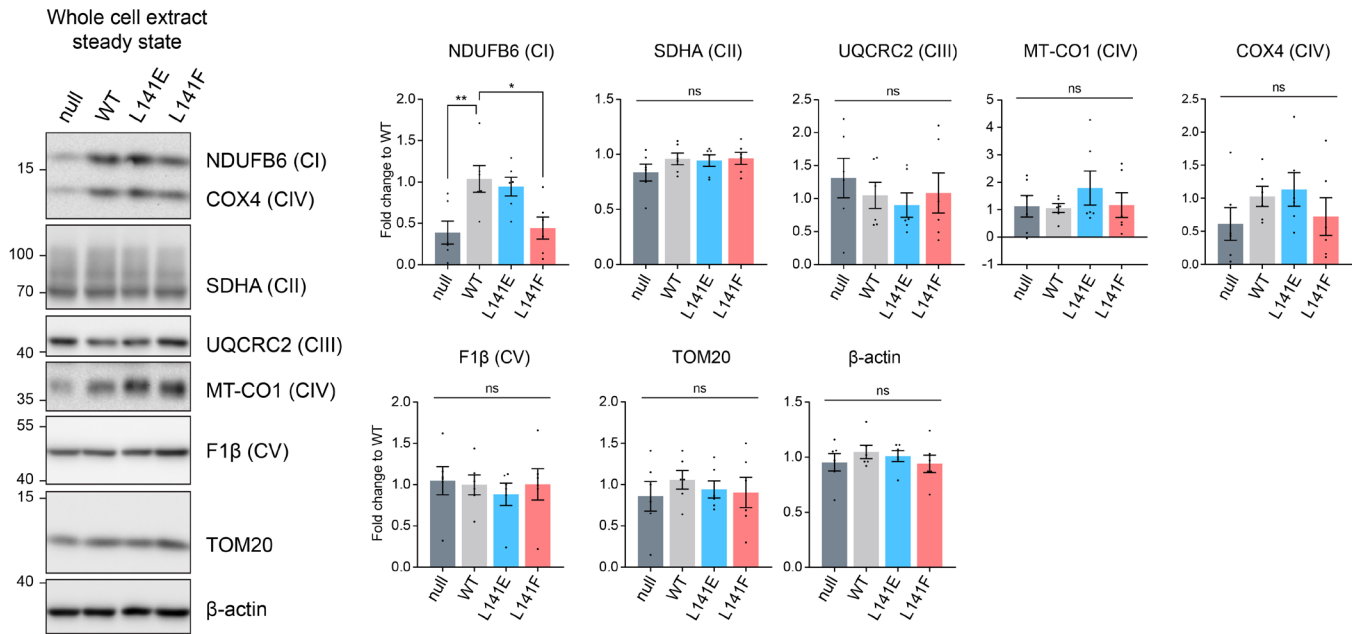 Whole cell extract
steady state
null WT L141E L141F
15
NDUFB6 (CI)
COX4 (CIV)
100
70
SDHA (CII)
40
UQCRC2 (CIII)
35
MT-CO1 (CIV)
55
40
F1β (CV)
15
TOM20
40
β-actin
NDUFB6 (CI)
Fold change to WT
2.0
1.5
1.0
0.5
0.0
** *
null WT L141E L141F
SDHA (CII)
ns
1.5
1.0
0.5
0.0
null WT L141E L141F
UQCRC2 (CIII)
ns
2.5
2.0
1.5
1.0
0.5
0.0
null WT L141E L141F
MT-CO1 (CIV)
ns
5
4
3
2
1
0
-1
null WT L141E L141F
COX4 (CIV)
ns
2.5
2.0
1.5
1.0
0.5
0.0
null WT L141E L141F
F1β (CV)
ns
Fold change to WT
2.0
1.5
1.0
0.5
0.0
null WT L141E L141F
TOM20
ns
2.0
1.5
1.0
0.5
0.0
null WT L141E L141F
β-actin
ns
1.5
1.0
0.5
0.0
null WT L141E L141F